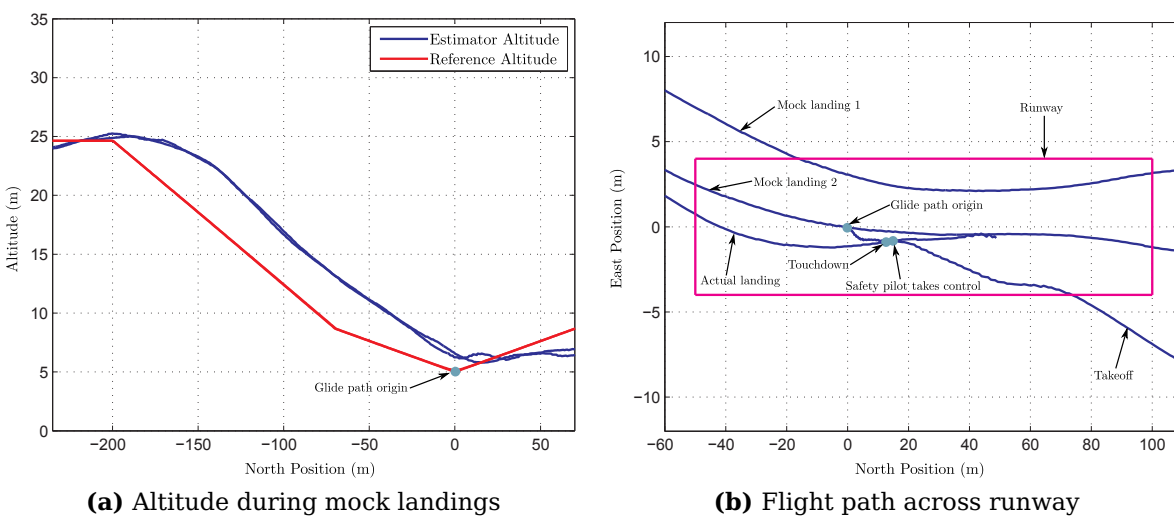 35
30
25
20
15
10
5
0
Altitude (m)
Estimator Altitude
Reference Altitude
Glide path origin
−200 −150 −100 −50 0 50
North Position (m)
(a) Altitude during mock landings
10
5
0
−5
−10
East Position (m)
Mock landing 1
Runway
Mock landing 2
Glide path origin
Touchdown
Actual landing
Safety pilot takes control
Takeoff
−60 −40 −20 0 20 40 60 80 100
North Position (m)
(b) Flight path across runway